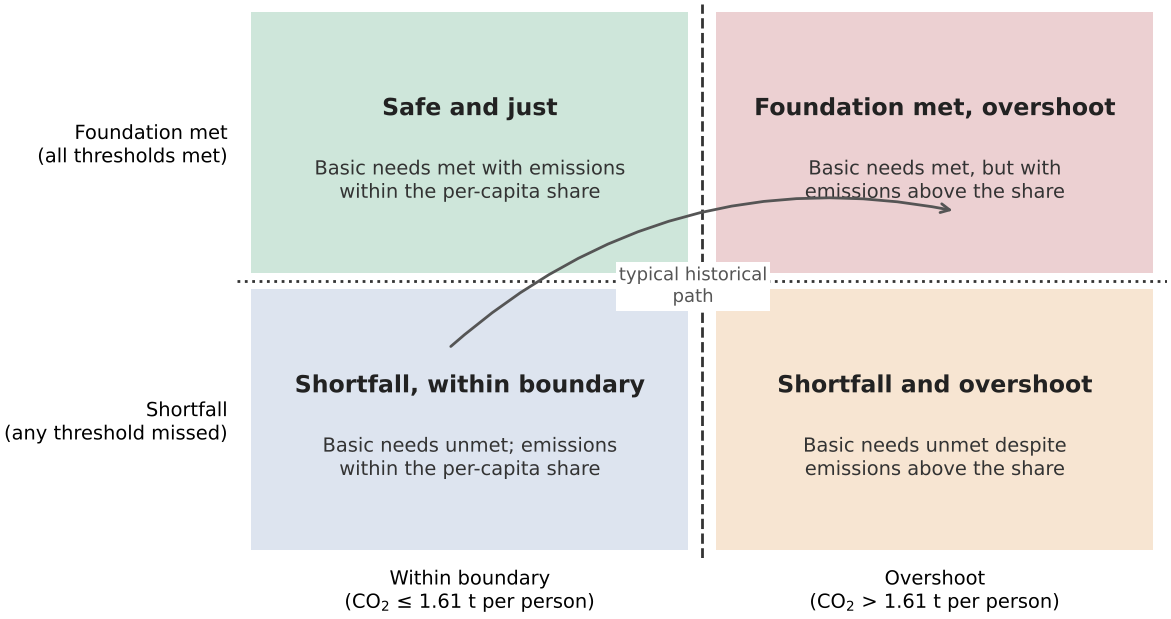 Safe and just
Foundation met, overshoot
Foundation met
(all thresholds met)
Basic needs met with emissions
within the per-capita share
Basic needs met, but with
emissions above the share
typical historical
path
Shortfall, within boundary
Shortfall and overshoot
Shortfall
(any threshold missed)
Basic needs unmet; emissions
within the per-capita share
Basic needs unmet despite
emissions above the share
Within boundary
(CO₂ ≤ 1.61 t per person)
Overshoot
(CO₂ > 1.61 t per person)